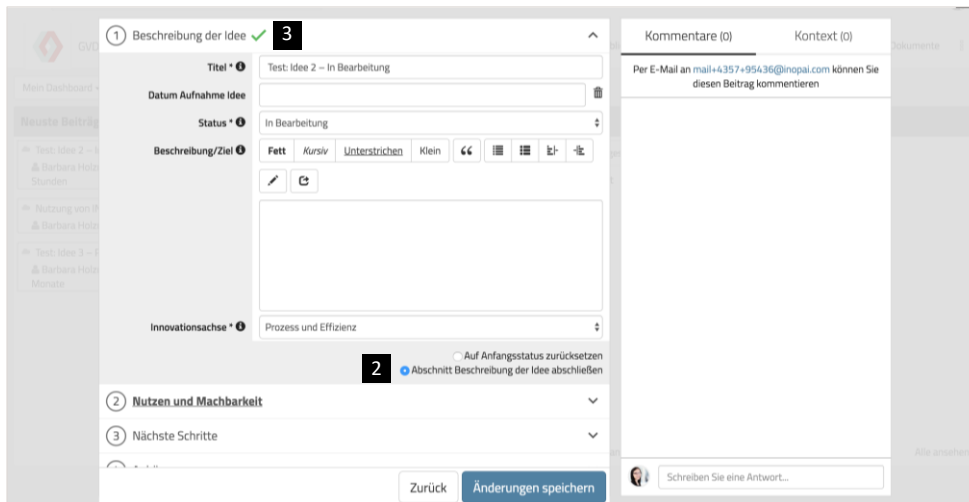 1 Beschreibung der Idee 3
Titel * Test: Idee 2 – In Bearbeitung
Datum Aufnahme Idee
Status * In Bearbeitung
Beschreibung/Ziel Fett Kursiv Unterstrichen Klein
Innovationsachse * Prozess und Effizienz
Auf Anfangsstatus zurücksetzen
2 Abschnitt Beschreibung der Idee abschließen
2 Nutzen und Machbarkeit
3 Nächste Schritte
Zurück Änderungen speichern
Kommentare (0) Kontext (0)
Per E-Mail an mail+4357+95436@inopai.com können Sie
diesen Beitrag kommentieren
Schreiben Sie eine Antwort...
GVD
Mein Dashboard
Neuste Beiträg
Test: Idee 2 –
Barbara Holz
Stunden
Nutzung von
Barbara Holz
Test: Idee 3 –
Barbara Holz
Monate
Dokumente
Alle ansehen